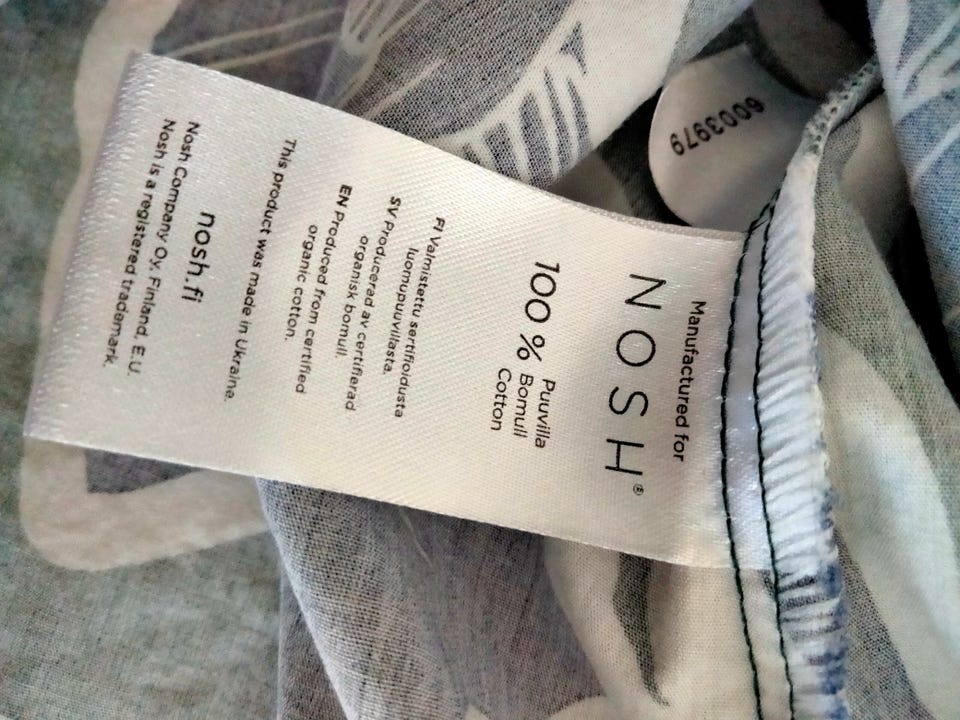 Manufactured for
NOSH®
100 %
Puuvilla
Bomull
Cotton
FI Valmistettu sertifioidusta
luomupuuvillasta.
SV Producerad av certifierad
organisk bomull.
EN Produced from certified
organic cotton.
This product was made in Ukraine.
nosh.fi
Nosh Company Oy. Finland. E.U.
Nosh is a registered trademark.
6003979